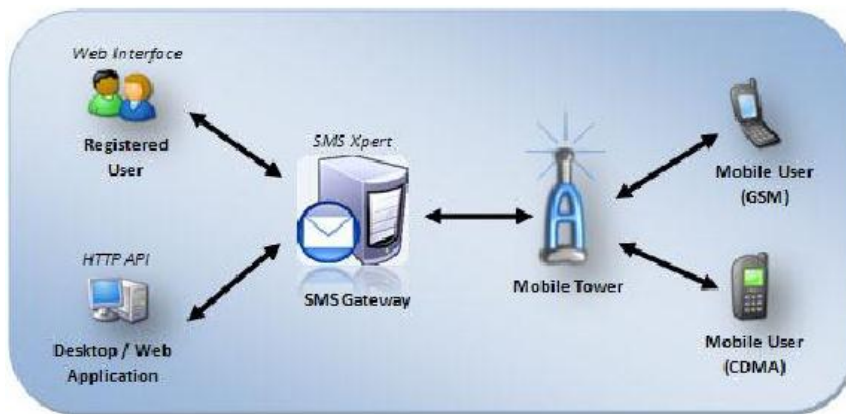 Web Interface
Registered
User
HTTP API
Desktop / Web
Application
SMS Xpert
SMS Gateway
Mobile Tower
Mobile User
(GSM)
Mobile User
(CDMA)